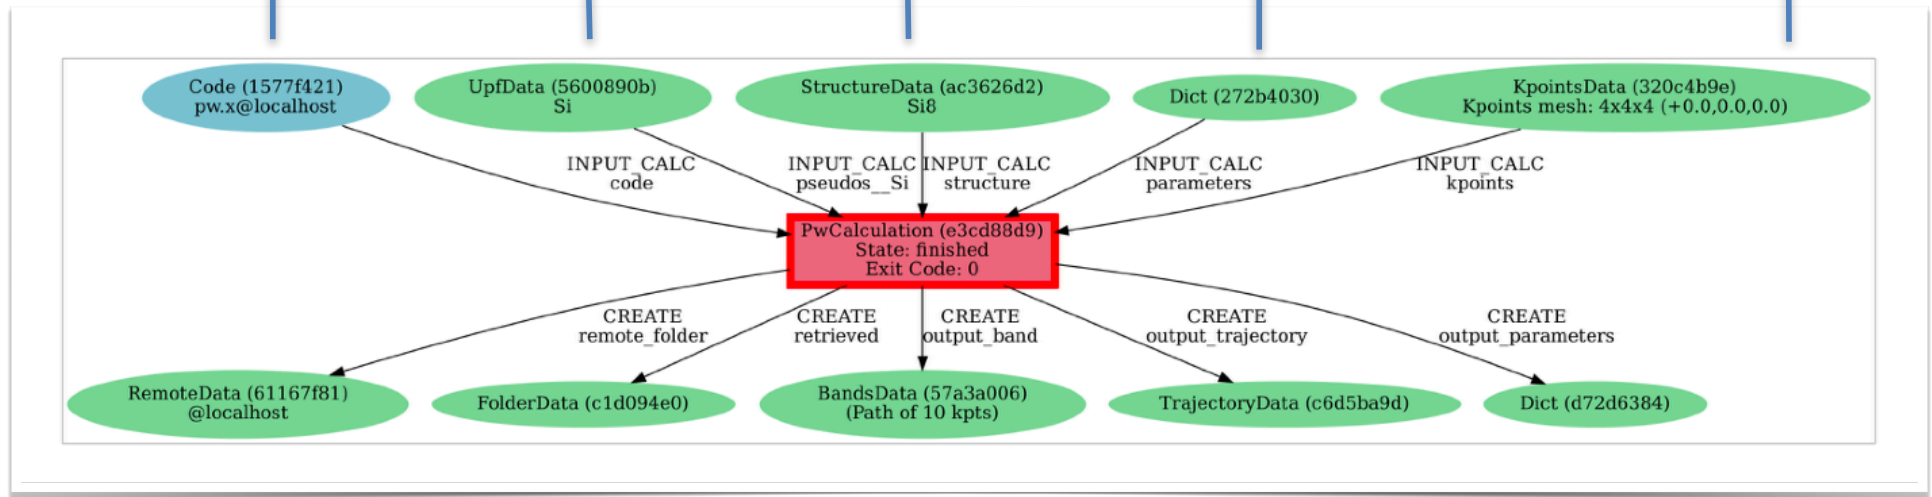 Code (1577f421)
pw.x@localhost
UpfData (5600890b)
Si
StructureData (ac3626d2)
Si8
Dict (272b4030)
KpointsData (320c4b9e)
Kpoints mesh: 4x4x4 (+0.0,0.0,0.0)
INPUT_CALC
code
INPUT_CALC
pseudos__Si
INPUT_CALC
structure
INPUT_CALC
parameters
INPUT_CALC
kpoints
PwCalculation (e3cd88d9)
State: finished
Exit Code: 0
CREATE
remote_folder
CREATE
retrieved
CREATE
output_band
CREATE
output_trajectory
CREATE
output_parameters
RemoteData (61167f81)
@localhost
FolderData (c1d094e0)
BandsData (57a3a006)
(Path of 10 kpts)
TrajectoryData (c6d5ba9d)
Dict (d72d6384)